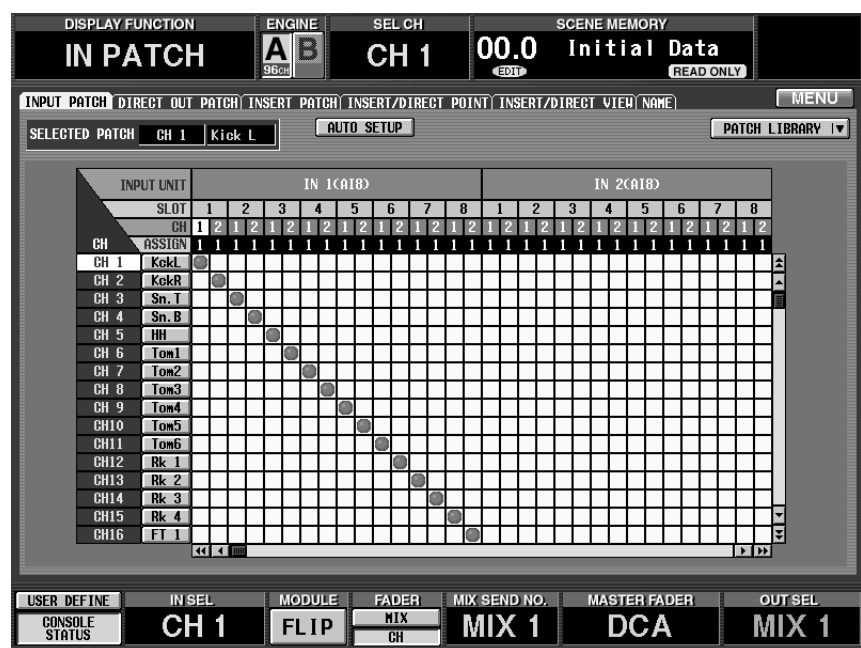 DISPLAY FUNCTION ENGINE SEL CH SCENE MEMORY
IN PATCH A B 96CH CH 1 00.0 Initial Data
EDIT READ ONLY
INPUT PATCH DIRECT OUT PATCH INSERT PATCH INSERT/DIRECT POINT INSERT/DIRECT VIEW NAME MENU
SELECTED PATCH CH 1 Kick L AUTO SETUP PATCH LIBRARY
INPUT UNIT IN 1(AI8) IN 2(AI8)
SLOT 1 2 3 4 5 6 7 8 1 2 3 4 5 6 7 8
CH 1 2 1 2 1 2 1 2 1 2 1 2 1 2 1 2 1 2 1 2 1 2 1 2 1 2 1 2 1 2 1 2
CH ASSIGN 1 1 1 1 1 1 1 1 1 1 1 1 1 1 1 1 1 1 1 1 1 1 1 1 1 1 1 1 1 1 1 1
CH 1 KckL
CH 2 KckR
CH 3 Sn.T
CH 4 Sn.B
CH 5 HH
CH 6 Tom1
CH 7 Tom2
CH 8 Tom3
CH 9 Tom4
CH10 Tom5
CH11 Tom6
CH12 Rk 1
CH13 Rk 2
CH14 Rk 3
CH15 Rk 4
CH16 FT 1
USER DEFINE IN SEL MODULE FADER MIX SEND NO. MASTER FADER OUT SEL
CONSOLE STATUS CH 1 FLIP MIX CH MIX 1 DCA MIX 1